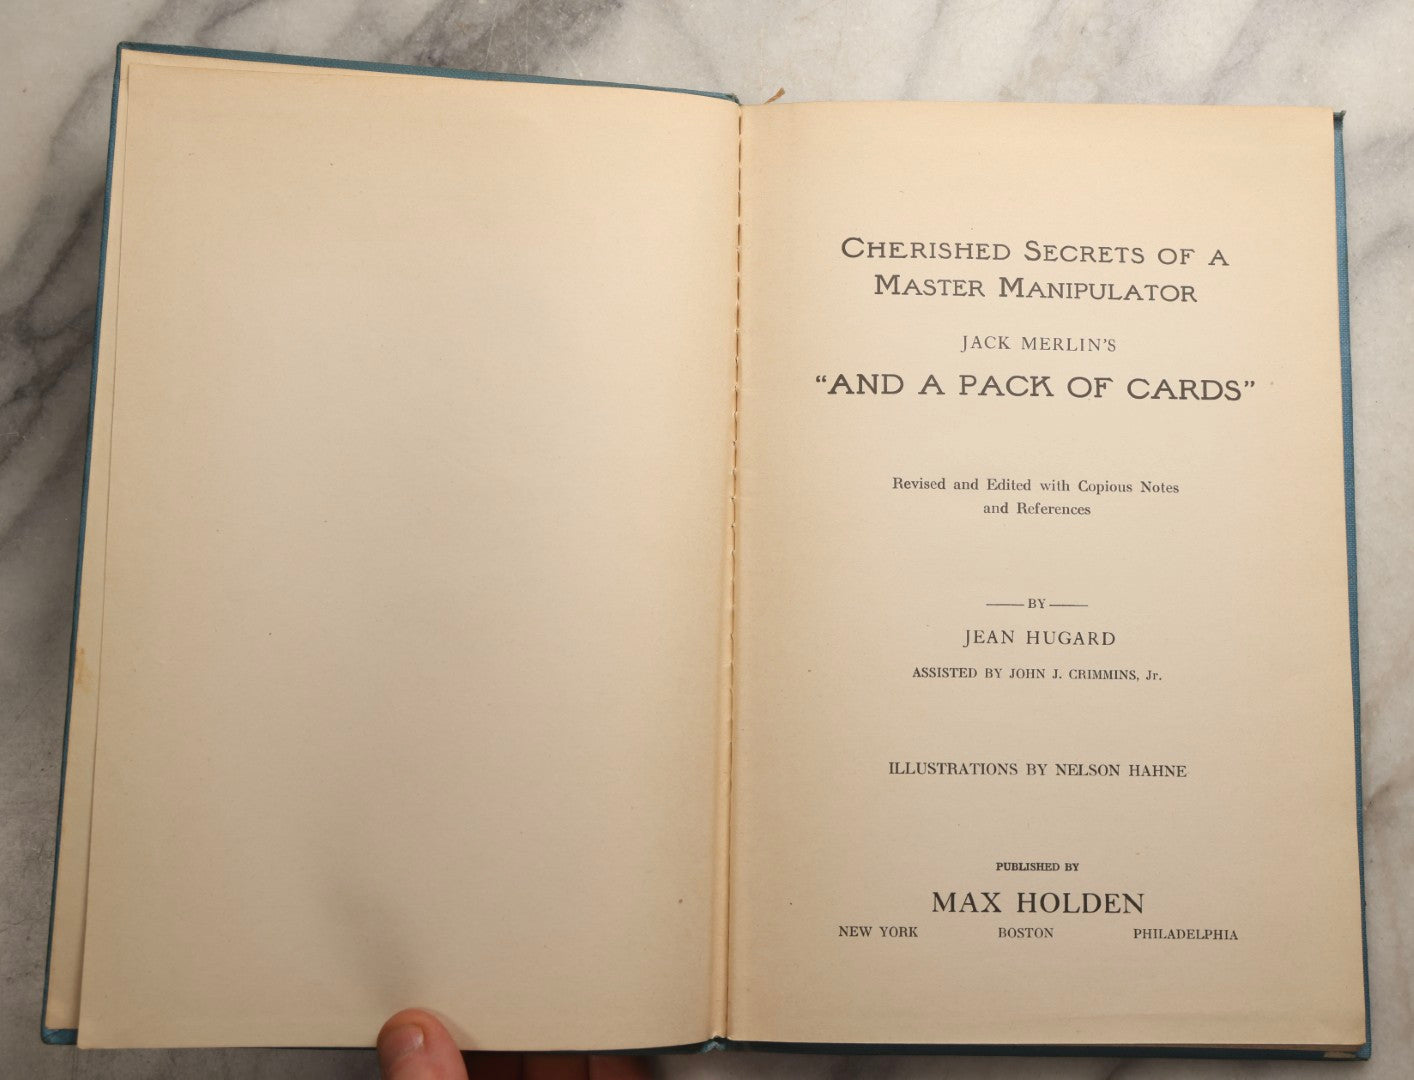 CHERISHED SECRETS OF A
MASTER MANIPULATOR
JACK MERLIN'S
“AND A PACK OF CARDS”
Revised and Edited with Copious Notes
and References
BY
JEAN HUGARD
ASSISTED BY JOHN J. CRIMMINS, Jr.
ILLUSTRATIONS BY NELSON HAHNE
PUBLISHED BY
MAX HOLDEN
NEW YORK BOSTON PHILADELPHIA